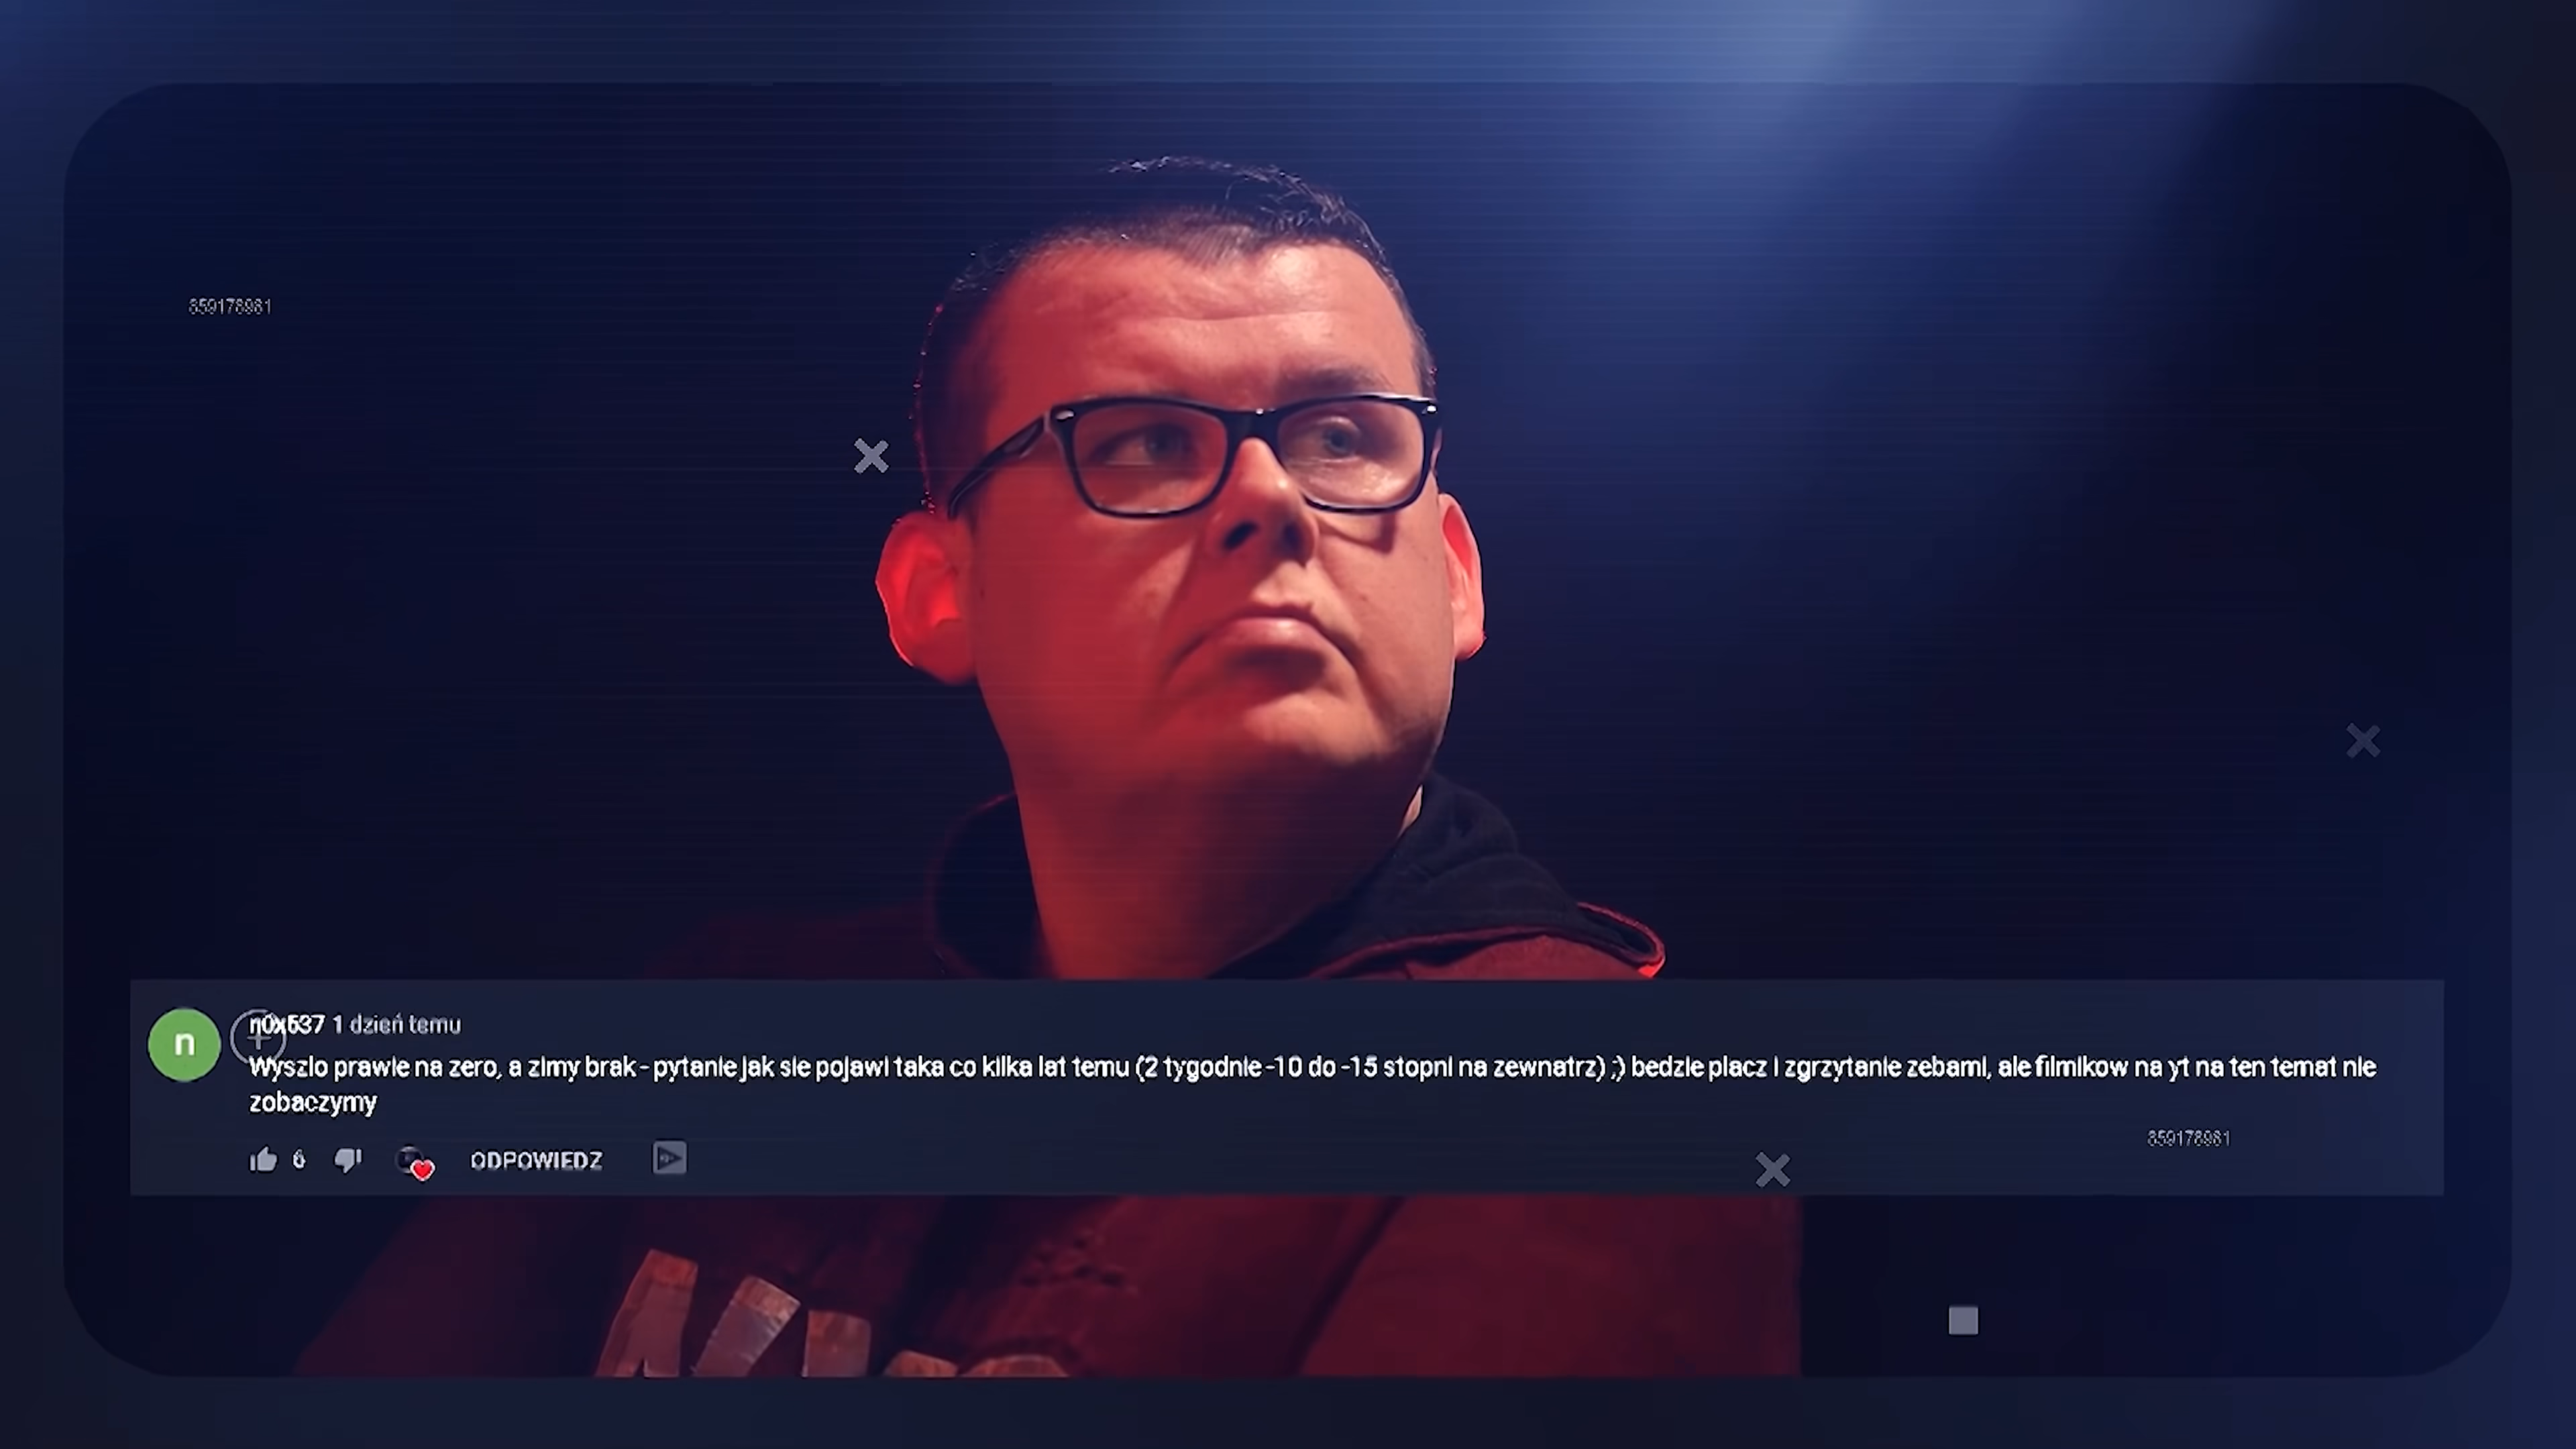 859178981
n0x537 1 dzień temu
Wyszlo prawie na zero, a zimy brak - pytanie jak sie pojawi taka co kilka lat temu (2 tygodnie -10 do -15 stopni na zewnatrz) ;) bedzie placz i zgrzytanie zebami, ale filmikow na yt na ten temat nie
zobaczymy
859178981
6 ODPOWIEDZ